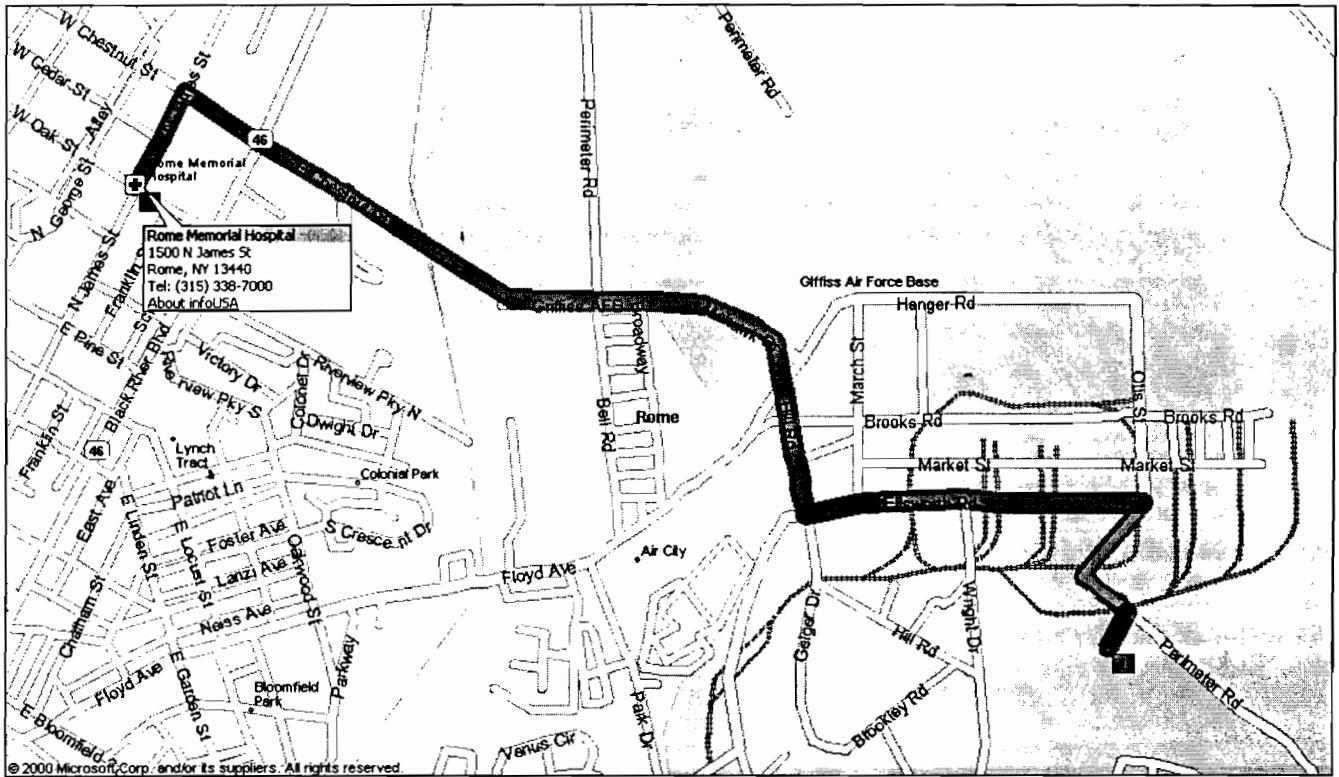 W Chestnut St
W Cedar St
W Oak St
Alley
N George St
46
Rome Memorial
Hospital
Rome Memorial Hospital
1500 N James St
Rome, NY 13440
Tel: (315) 338-7000
About infoUSA
N James St
E Pine St
Victory Dr
Riverview Pky N
Colonel Dr
Dwight Dr
Black River Blvd
Franklin St
46
Lynch
Tract
Patriot Ln
Colonial Park
East Ave
E Linden St
E Locust St
Foster Ave
S Crescent Dr
Lanzi Ave
Oakwood St
Neiss Ave
Chatham St
Floyd Ave
E Garden St
Bloomfield
Park
Parkway
E Bloomfield
Perimeter Rd
Perimeter Rd
Broadway
Bell Rd
Rome
Air City
Floyd Ave
Park Dr
Venus Cir
Giffiss Air Force Base
Hanger Rd
March St
Otis St
Brooks Rd
Brooks Rd
Market St
Market St
Geiger Dr
Hill Rd
Wright Dr
Brookley Rd
Perimeter Rd
© 2000 Microsoft Corp. and/or its suppliers. All rights reserved.